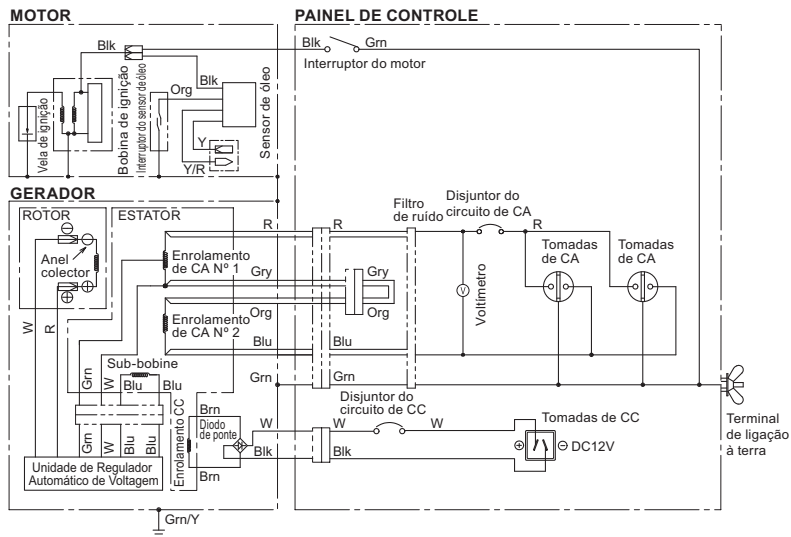 MOTOR
PAINEL DE CONTROLE
Blk
Blk
Grn
Interruptor do motor
Vela de ignição
Bobina de ignição
Interruptor do sensor de óleo
Org
Blk
Sensor de óleo
Y
Y/R
GERADOR
ROTOR
ESTATOR
Anel
colector
⊖
⊕
W
R
R
R
Filtro
de ruído
Disjuntor do
circuito de CA
R
Tomadas
de CA
Tomadas
de CA
Enrolamento
de CA Nº 1
Gry
Gry
Org
Org
Enrolamento
de CA Nº 2
V
Voltímetro
Blu
Blu
Sub-bobine
Grn
W
Blu
Blu
Grn
Grn
Terminal
de ligação
à terra
Grn
W
Blu
Blu
Enrolamento CC
Brn
Diodo
de ponte
Brn
W
Blk
W
Blk
Disjuntor do
circuito de CC
W
Tomadas de CC
⊕
⊖ DC12V
Unidade de Regulador
Automático de Voltagem
Grn/Y